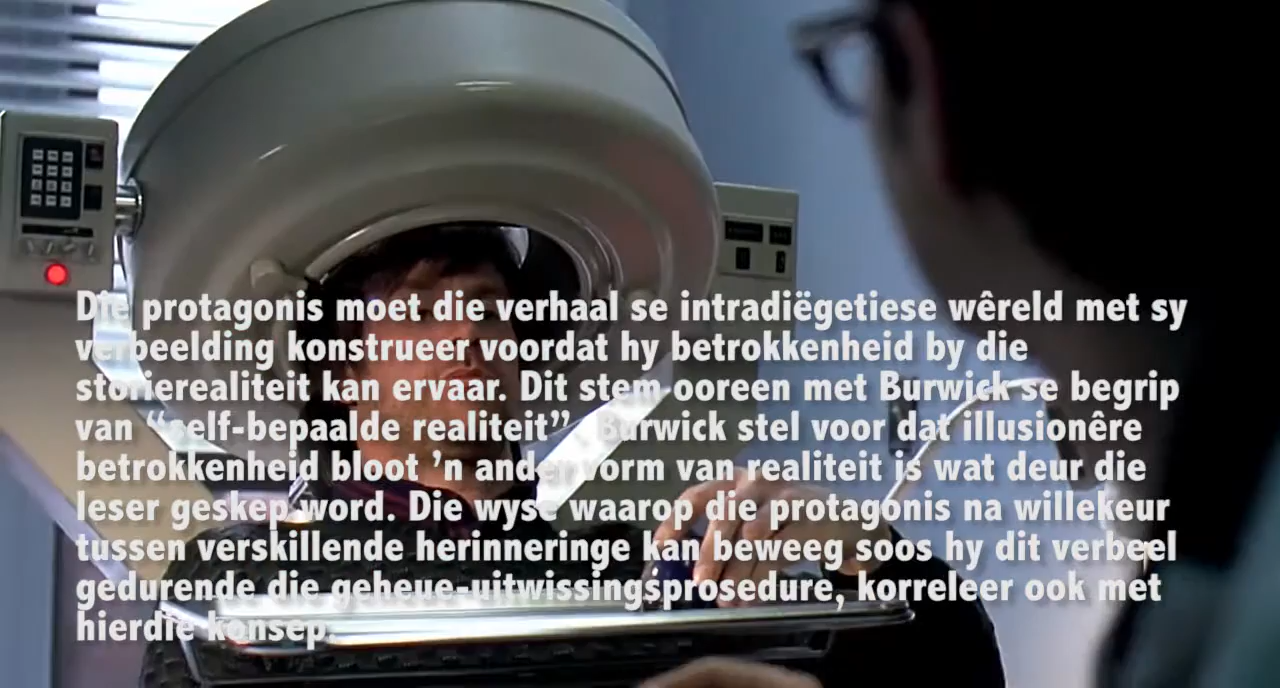 Die protagonis moet die verhaal se intradiëgetiese wêreld met sy
verbeelding konstrueer voordat hy betrokkenheid by die
storierealiteit kan ervaar. Dit stem ooreen met Burwick se begrip
van “self-bepaalde realiteit”. Burwick stel voor dat illusionêre
betrokkenheid bloot ’n ander vorm van realiteit is wat deur die
leser geskep word. Die wyse waarop die protagonis na willekeur
tussen verskillende herinneringe kan beweeg soos hy dit verbeel
gedurende die geheue-uitwissingsprosedure, korreleer ook met
hierdie konsep.